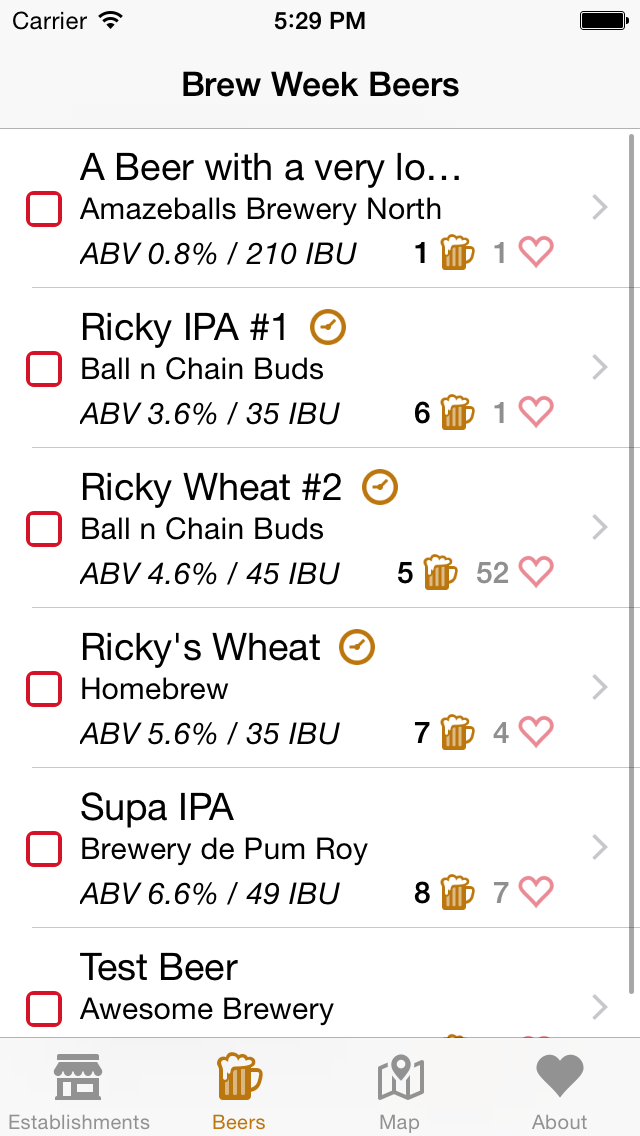 Carrier 5:29 PM
Brew Week Beers
A Beer with a very lo…
Amazeballs Brewery North
ABV 0.8% / 210 IBU 1 1
Ricky IPA #1
Ball n Chain Buds
ABV 3.6% / 35 IBU 6 1
Ricky Wheat #2
Ball n Chain Buds
ABV 4.6% / 45 IBU 5 52
Ricky's Wheat
Homebrew
ABV 5.6% / 35 IBU 7 4
Supa IPA
Brewery de Pum Roy
ABV 6.6% / 49 IBU 8 7
Test Beer
Awesome Brewery
Establishments Beers Map About